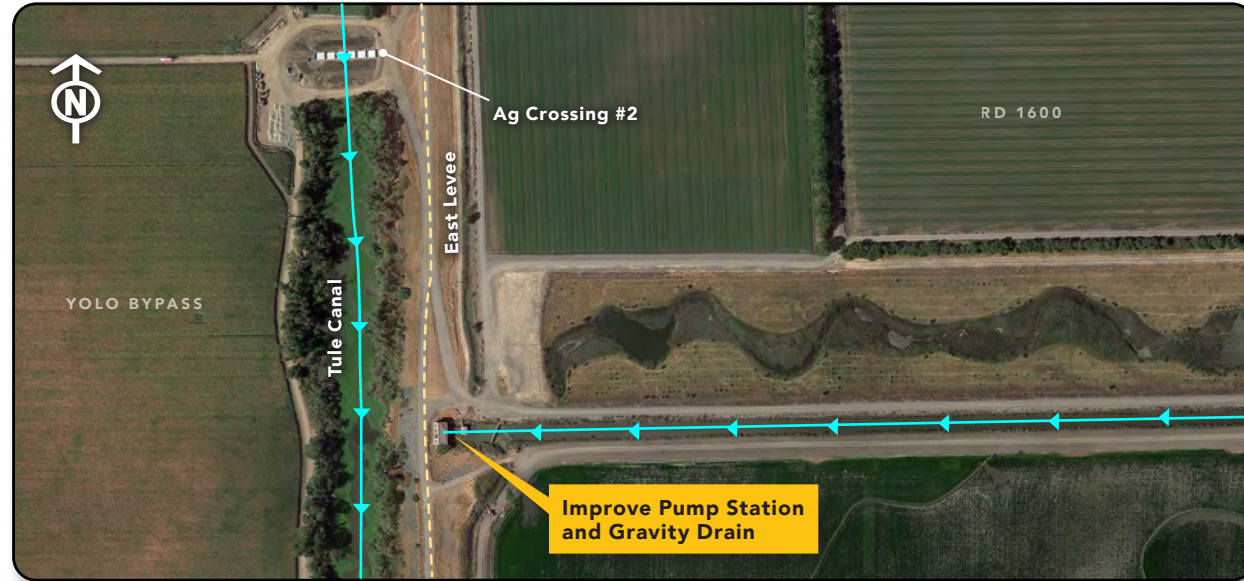 N
Ag Crossing #2
RD 1600
East Levee
YOLO BYPASS
Tule Canal
Improve Pump Station
and Gravity Drain